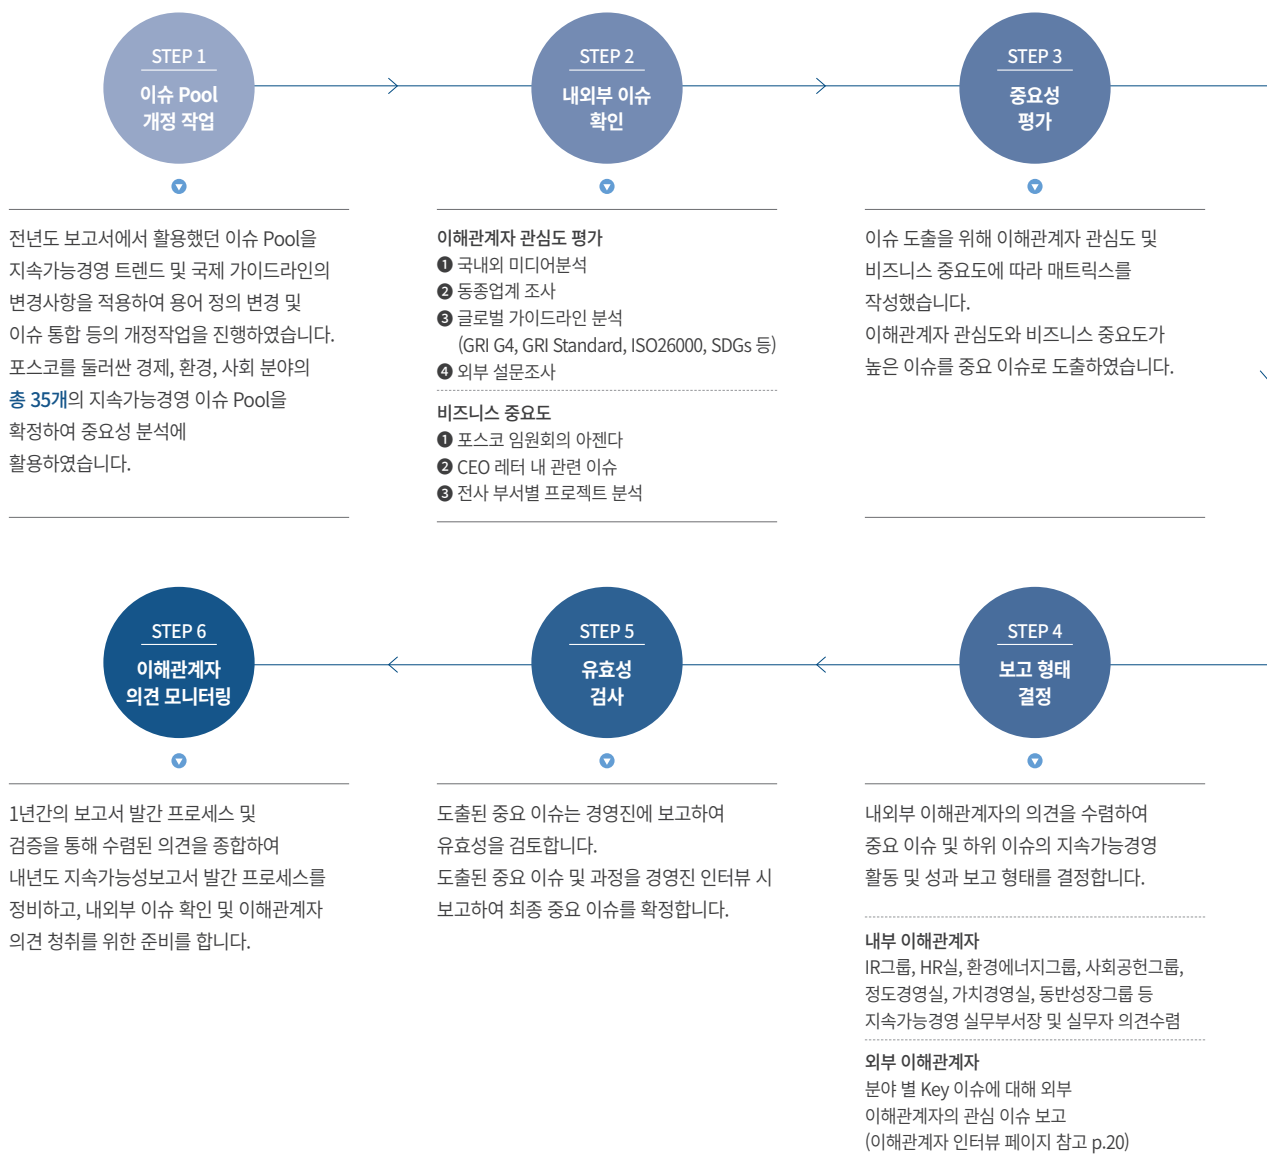 STEP 1
이슈 Pool
개정 작업
전년도 보고서에서 활용했던 이슈 Pool을
지속가능경영 트렌드 및 국제 가이드라인의
변경사항을 적용하여 용어 정의 변경 및
이슈 통합 등의 개정작업을 진행하였습니다.
포스코를 둘러싼 경제, 환경, 사회 분야의
총 35개의 지속가능경영 이슈 Pool을
확정하여 중요성 분석에
활용하였습니다.
STEP 2
내외부 이슈
확인
이해관계자 관심도 평가
❶ 국내외 미디어분석
❷ 동종업계 조사
❸ 글로벌 가이드라인 분석
(GRI G4, GRI Standard, ISO26000, SDGs 등)
❹ 외부 설문조사
비즈니스 중요도
❶ 포스코 임원회의 아젠다
❷ CEO 레터 내 관련 이슈
❸ 전사 부서별 프로젝트 분석
STEP 3
중요성
평가
이슈 도출을 위해 이해관계자 관심도 및
비즈니스 중요도에 따라 매트릭스를
작성했습니다.
이해관계자 관심도와 비즈니스 중요도가
높은 이슈를 중요 이슈로 도출하였습니다.
STEP 4
보고 형태
결정
내외부 이해관계자의 의견을 수렴하여
중요 이슈 및 하위 이슈의 지속가능경영
활동 및 성과 보고 형태를 결정합니다.
내부 이해관계자
IR그룹, HR실, 환경에너지그룹, 사회공헌그룹,
정도경영실, 가치경영실, 동반성장그룹 등
지속가능경영 실무부서장 및 실무자 의견수렴
외부 이해관계자
분야 별 Key 이슈에 대해 외부
이해관계자의 관심 이슈 보고
(이해관계자 인터뷰 페이지 참고 p.20)
STEP 5
유효성
검사
도출된 중요 이슈는 경영진에 보고하여
유효성을 검토합니다.
도출된 중요 이슈 및 과정을 경영진 인터뷰 시
보고하여 최종 중요 이슈를 확정합니다.
STEP 6
이해관계자
의견 모니터링
1년간의 보고서 발간 프로세스 및
검증을 통해 수렴된 의견을 종합하여
내년도 지속가능성보고서 발간 프로세스를
정비하고, 내외부 이슈 확인 및 이해관계자
의견 청취를 위한 준비를 합니다.